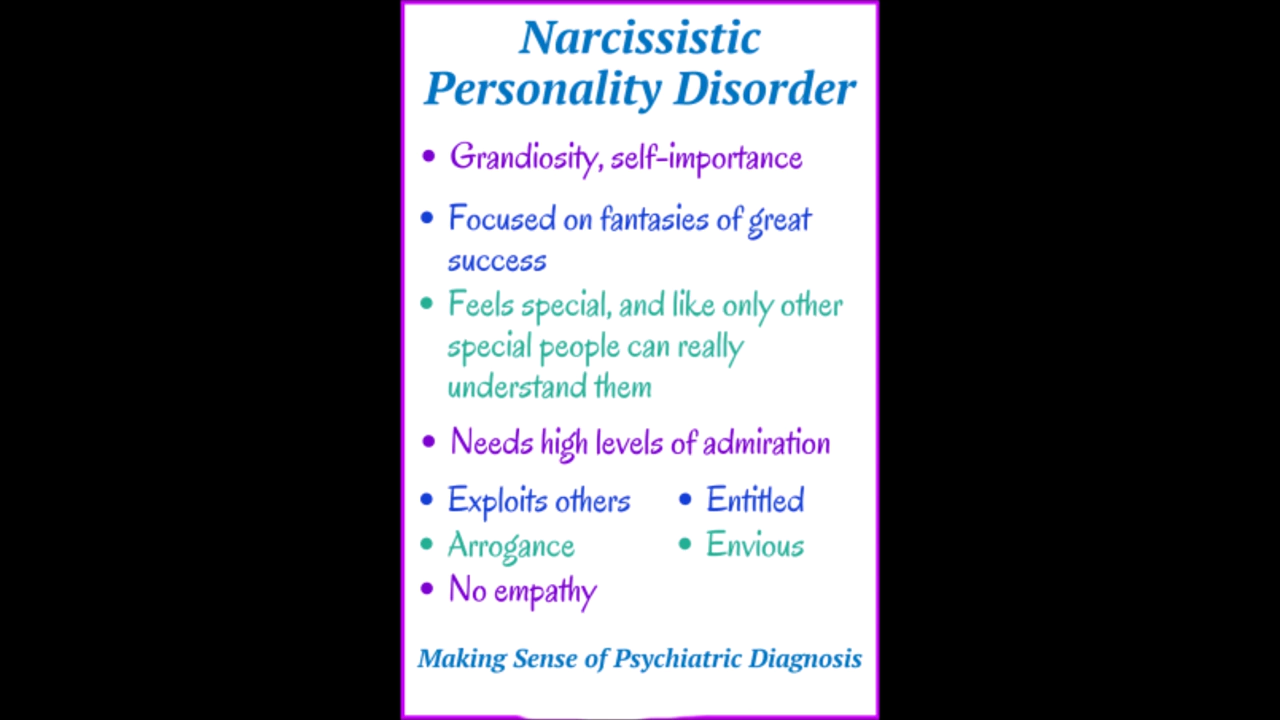 Narcissistic
Personality Disorder
• Grandiosity, self-importance
• Focused on fantasies of great
success
• Feels special, and like only other
special people can really
understand them
• Needs high levels of admiration
• Exploits others • Entitled
• Arrogance • Envious
• No empathy
Making Sense of Psychiatric Diagnosis